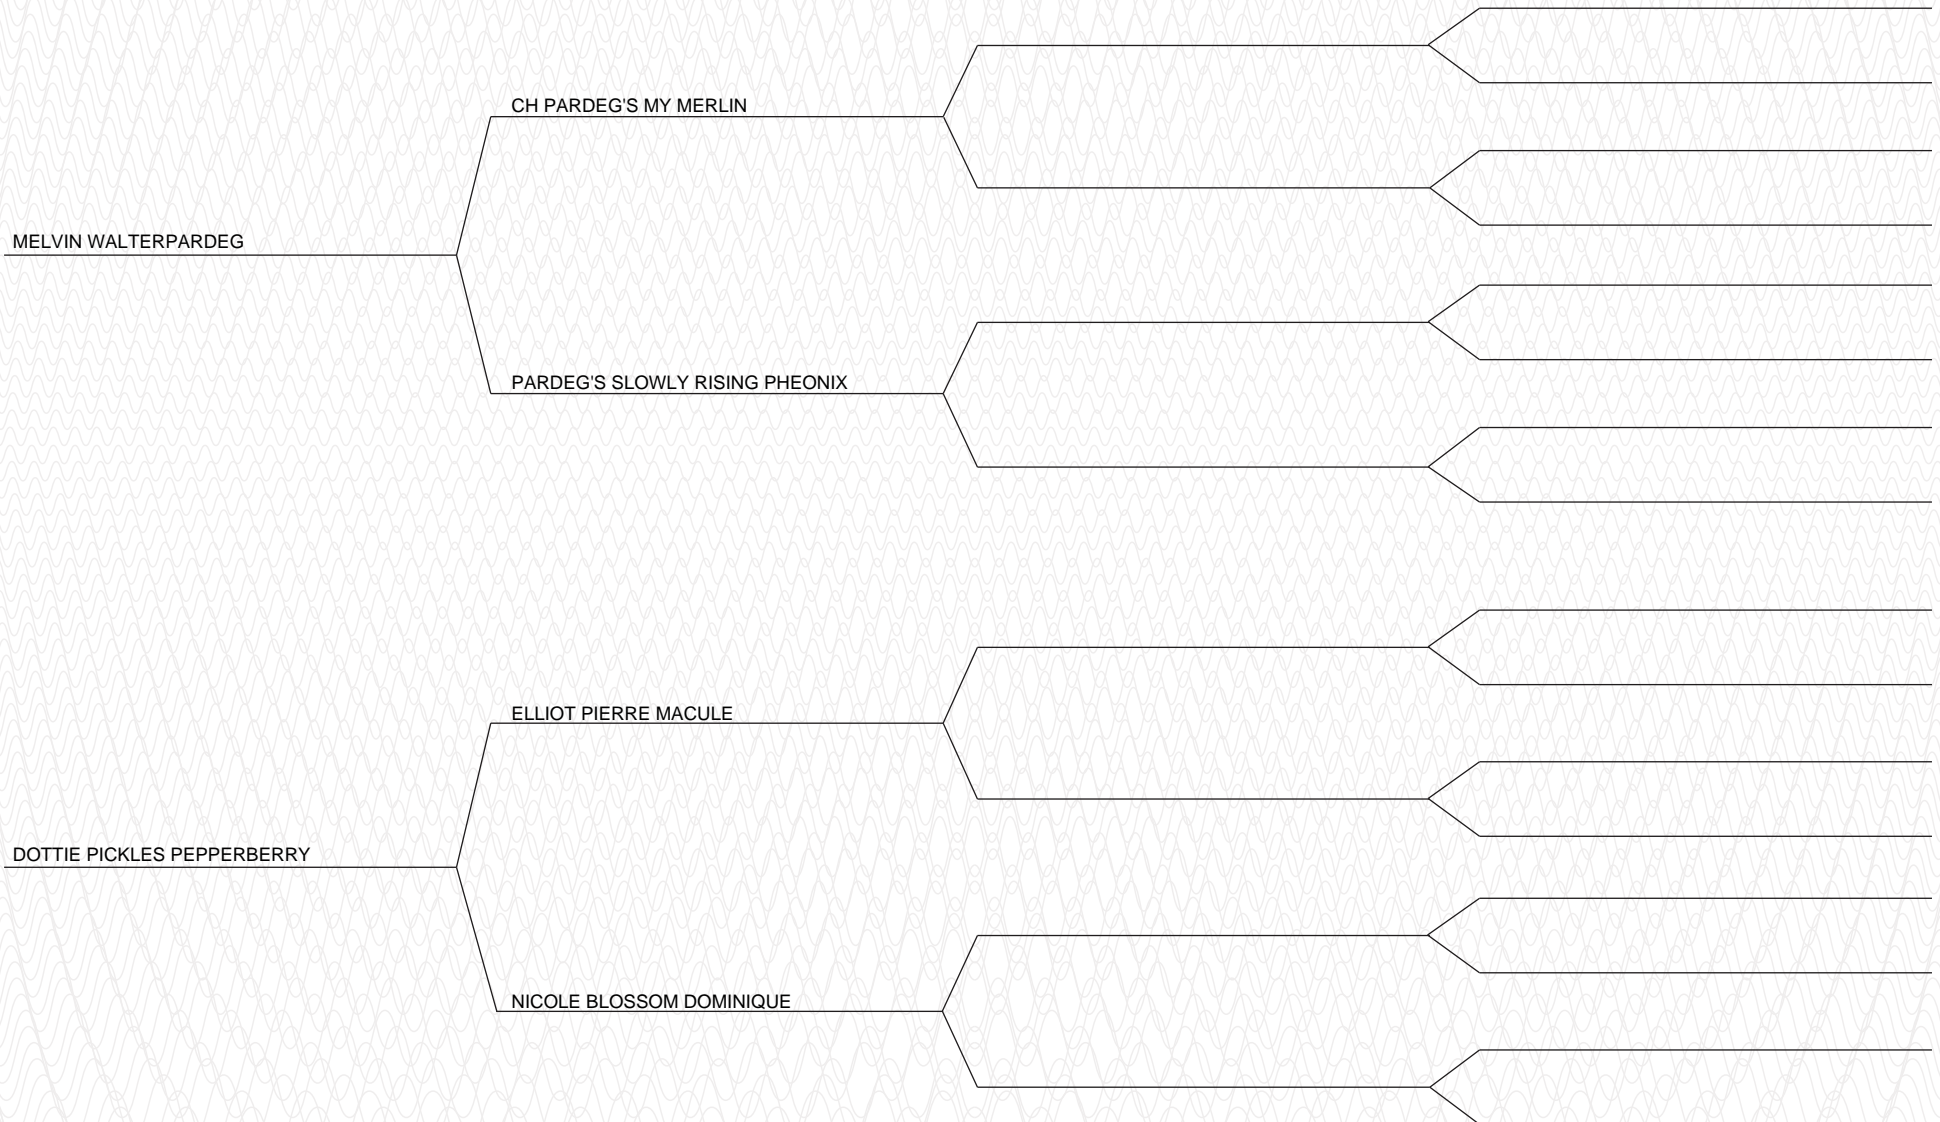 CH PARDEG'S MY MERLIN
MELVIN WALTERPARDEG
PARDEG'S SLOWLY RISING PHEONIX
ELLIOT PIERRE MACULE
DOTTIE PICKLES PEPPERBERRY
NICOLE BLOSSOM DOMINIQUE